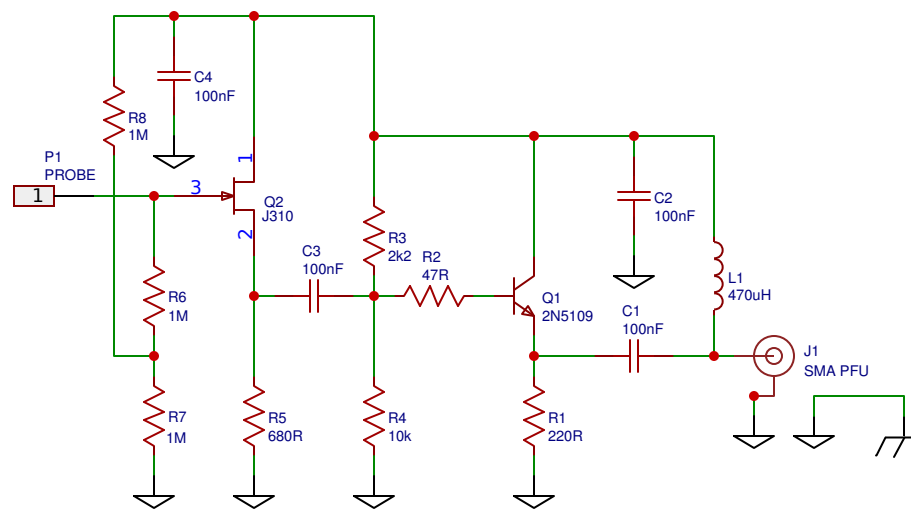 C4
100nF
R8
1M
P1
PROBE
1
3
1
2
Q2
J310
C2
100nF
R3
2k2
R2
47R
C3
100nF
L1
470uH
R6
1M
Q1
2N5109
C1
100nF
J1
SMA PFU
R7
1M
R5
680R
R4
10k
R1
220R